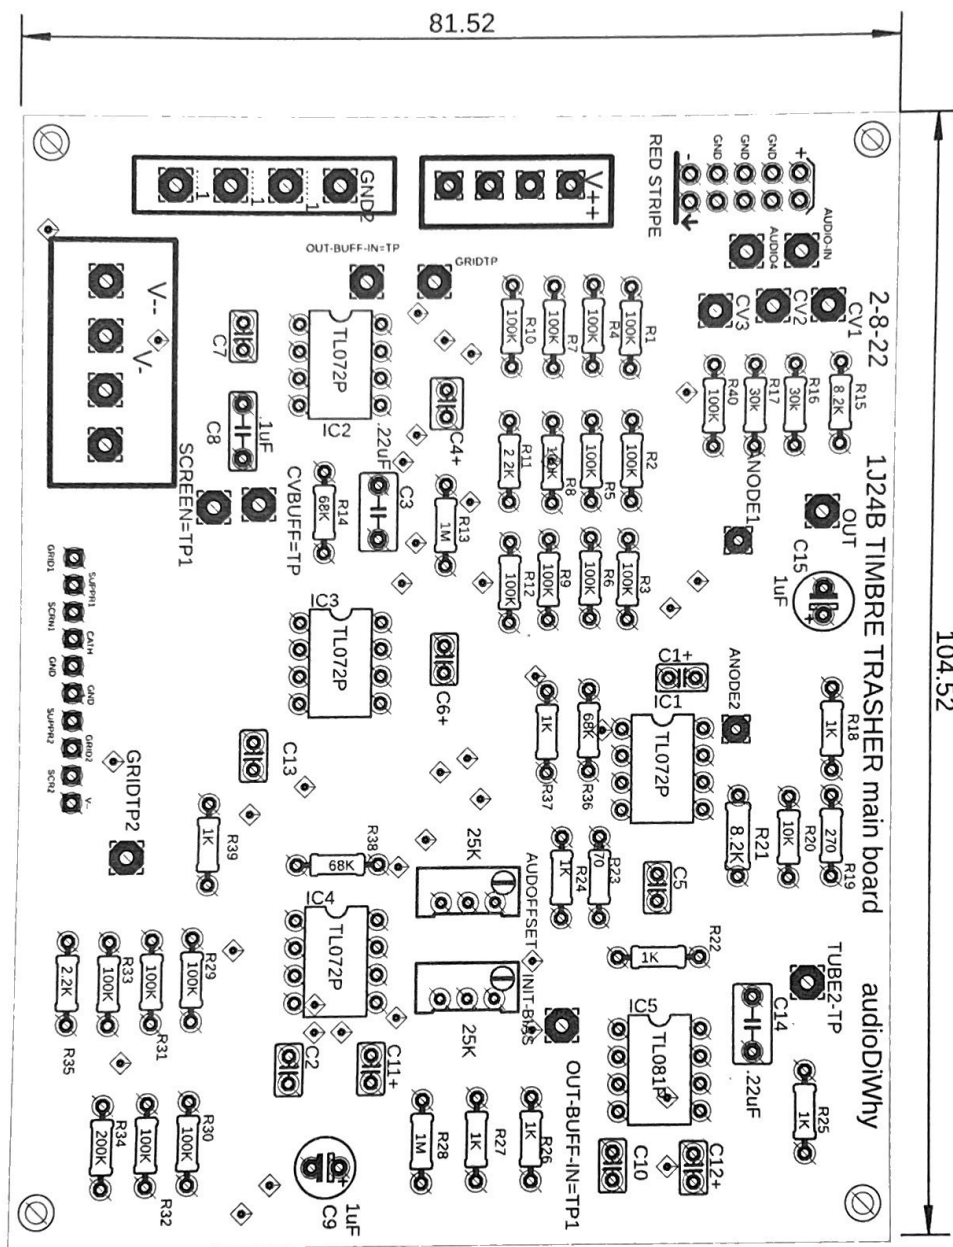 81.52
104.52
RED STRIPE
-
GND
GND
GND
+
AUDIO-IN
AUDIO4
GND2
1
1
1
V++
V--
V-
OUT-BUFF-IN=TP
GRIDTP
CV3
CV2
CV1
2-8-22
1J24B TIMBRE TRASHER main board
audioDiWhy
C7
TL072P
IC2
C8
.1uF
.22uF
C3
C4+
100K
R10
100K
R7
100K
R4
100K
R1
100K
R40
30k
R17
30k
R16
8.2K
R15
2.2K
R11
R8
100K
R5
100K
R2
SCREEN=TP1
CVBUFF=TP
68K
R14
1M
R13
OUT
C15
1uF
+
100K
R12
100K
R9
100K
R6
100K
R3
GRID1
SUPPR1
SCRN1
CATH
GND
GND
SUPPR2
GRID2
SCR2
V-
IC3
TL072P
C6+
C1+
IC1
TL072P
ANODE2
1K
R18
C13
1K
R37
68K
R36
GRIDTP2
1K
R39
68K
R38
25K
AUDOFFSET
1K
R24
R23
C5
8.2K
R21
10K
R20
270
R19
IC4
TL072P
25K
1K
R22
TUBE2-TP
2.2K
R35
100K
R33
100K
R31
100K
R29
IC5
TL081P
C14
.22uF
C2
C11+
OUT-BUFF-IN=TP1
1K
R25
200K
R34
100K
R32
100K
R30
C9
1uF
+
1M
R28
1K
R27
1K
R26
C10
C12+